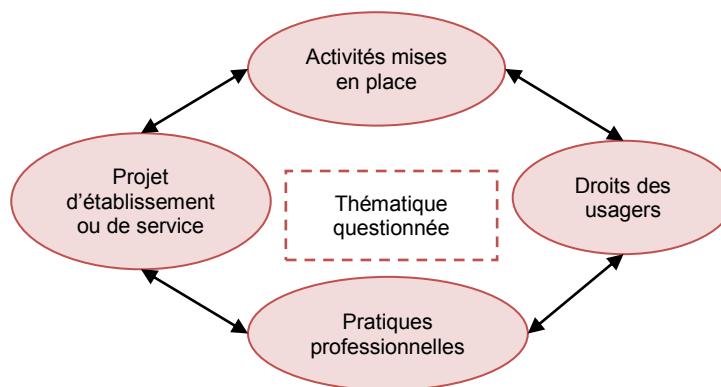 Activités mises
en place
Projet
d’établissement
ou de service
Thématique
questionnée
Droits des
usagers
Pratiques
professionnelles